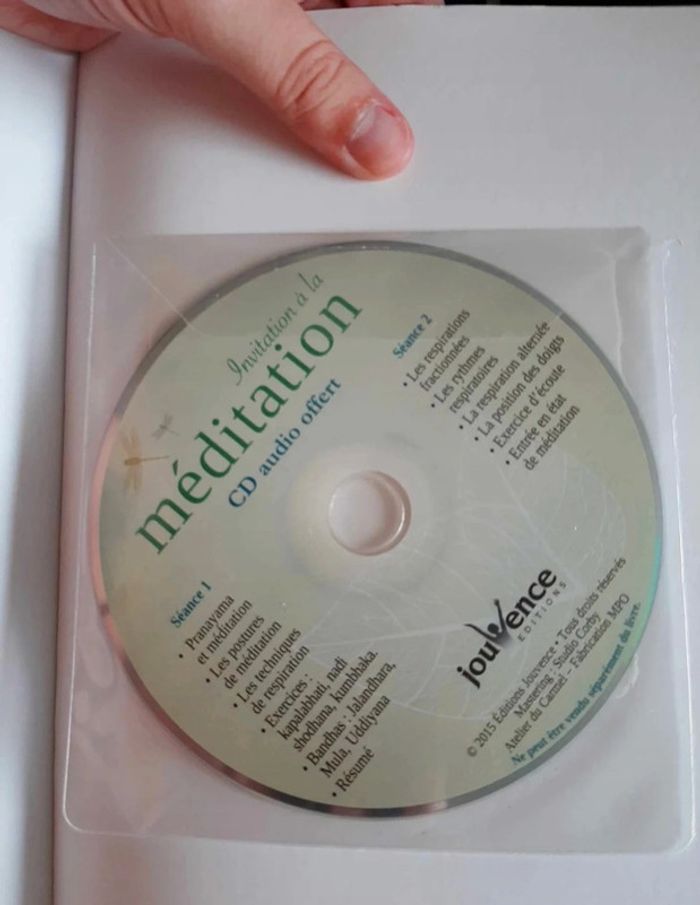 Invitation à la
méditation
CD audio offert
Séance 1
• Pranayama
et méditation
• Les postures
de méditation
• Les techniques
de respiration
• Exercices :
kapalabhati, nadi
shodhana, kumbhaka.
• Bandhas : Jalandhara,
Mula, Uddiyana
• Résumé
Séance 2
• Les respirations
fractionnées
• Les rythmes
respiratoires
• La respiration alternée
• La position des doigts
• Exercice d'écoute
• Entrée en état
de méditation
jouvence
EDITIONS
© 2015 Éditions Jouvence • Tous droits réservés
Mastering : Studio Corby
Atelier du Carmel – Fabrication MPO
Ne peut être vendu séparément du livre.